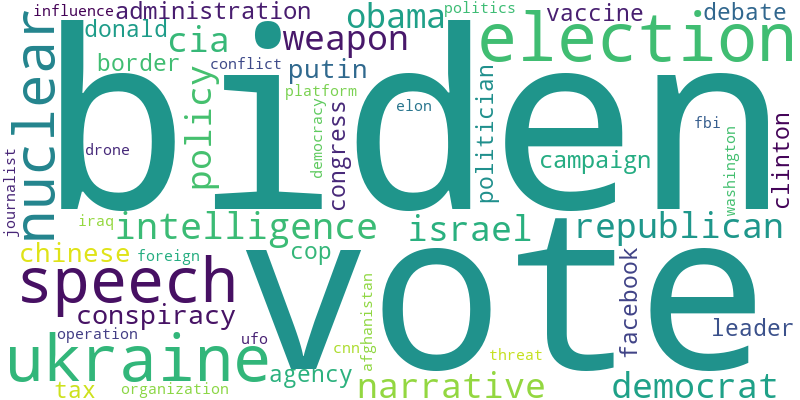 influence
administration
obama
politics
vaccine
debate
donald
cia
weapon
election
border
conflict
putin
nuclear
biden
policy
platform
elon
democracy
congress
politician
fbi
drone
campaign
washington
clinton
journalist
iraq
intelligence
israel
republican
chinese
foreign
cop
speech
vote
conspiracy
afghanistan
facebook
leader
operation
ufo
cnn
threat
ukraine
agency
narrative
democrat
tax
organization